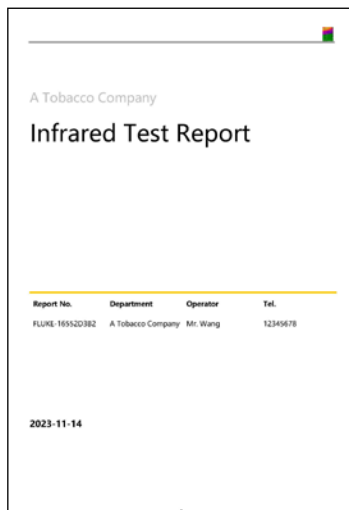 A Tobacco Company
Infrared Test Report
Report No. Department Operator Tel.
FLUKE-16552D3B2 A Tobacco Company Mr. Wang 12345678
2023-11-14